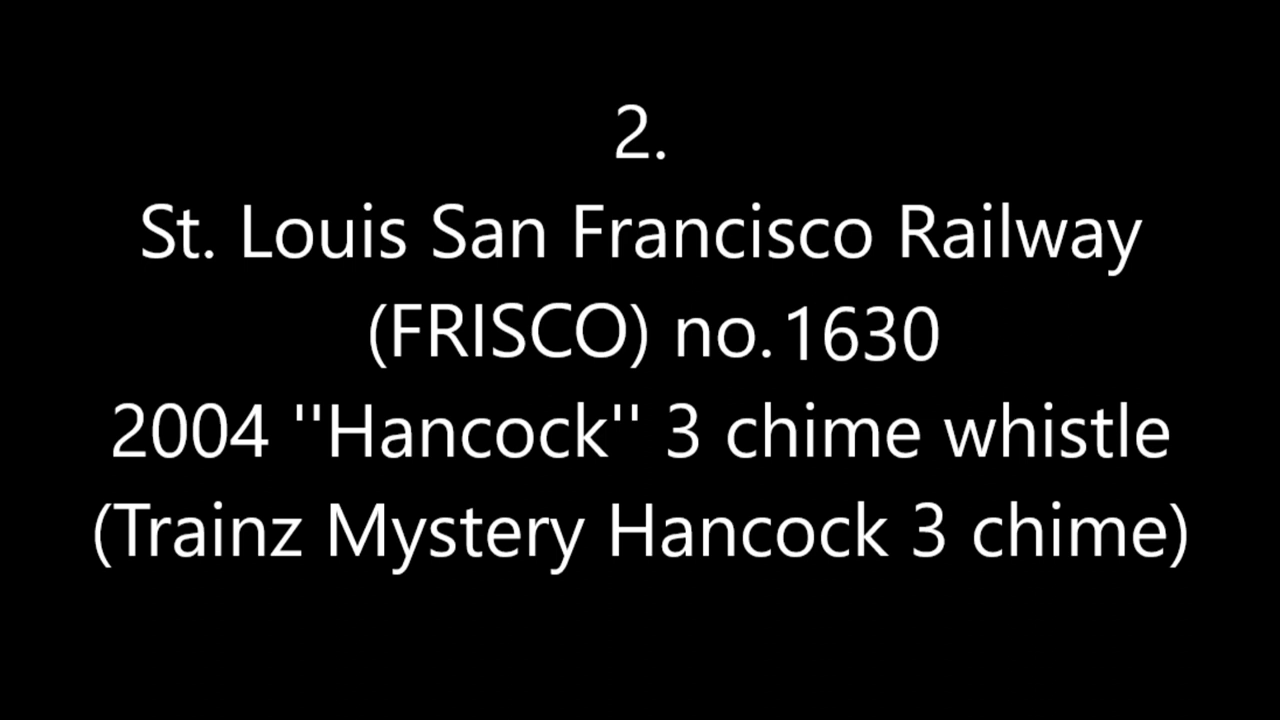 2.
St. Louis San Francisco Railway
(FRISCO) no.1630
2004 ''Hancock'' 3 chime whistle
(Trainz Mystery Hancock 3 chime)